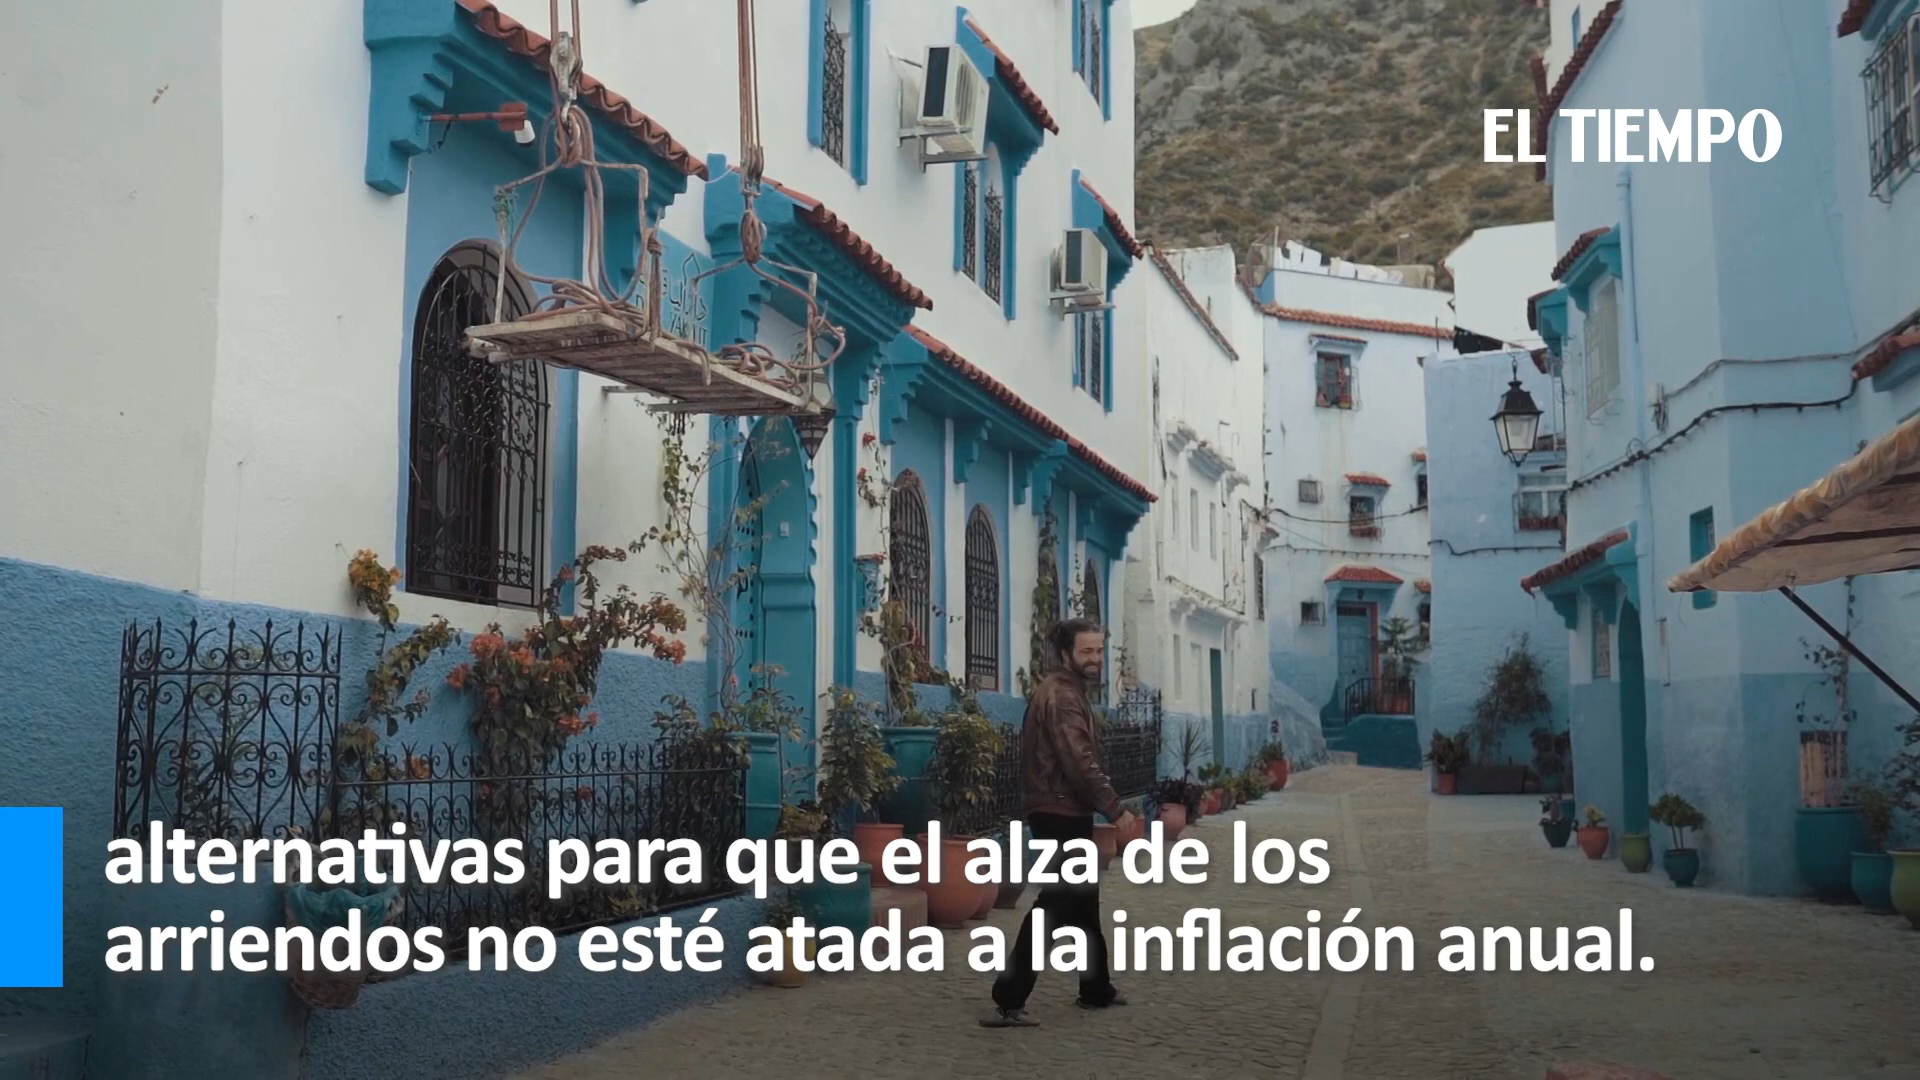 EL TIEMPO
alternativas para que el alza de los
arriendos no esté atada a la inflación anual.